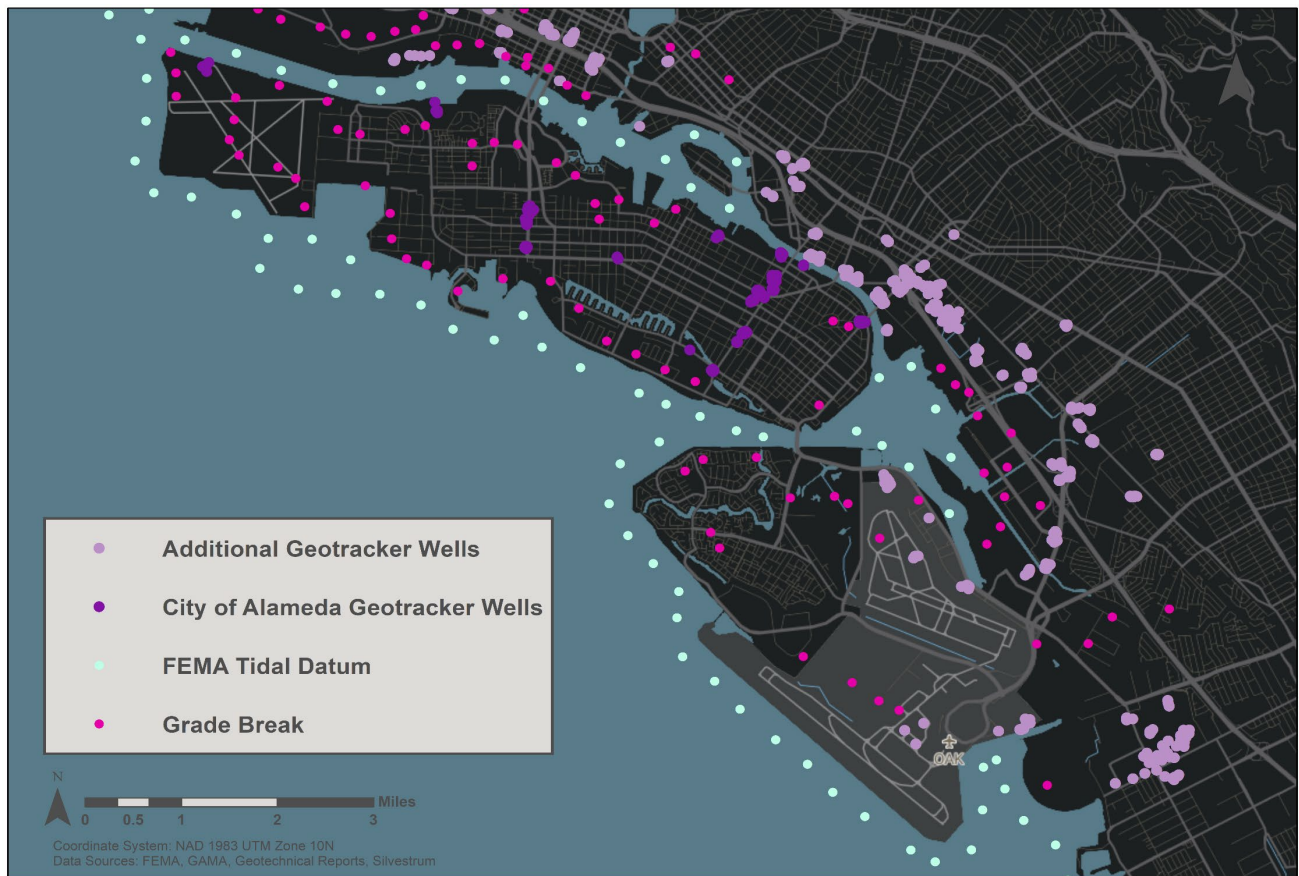 Additional Geotracker Wells
City of Alameda Geotracker Wells
FEMA Tidal Datum
Grade Break
N
Miles
0 0.5 1 2 3
Coordinate System: NAD 1983 UTM Zone 10N
Data Sources: FEMA, GAMA, Geotechnical Reports, Silvestrum
OAK